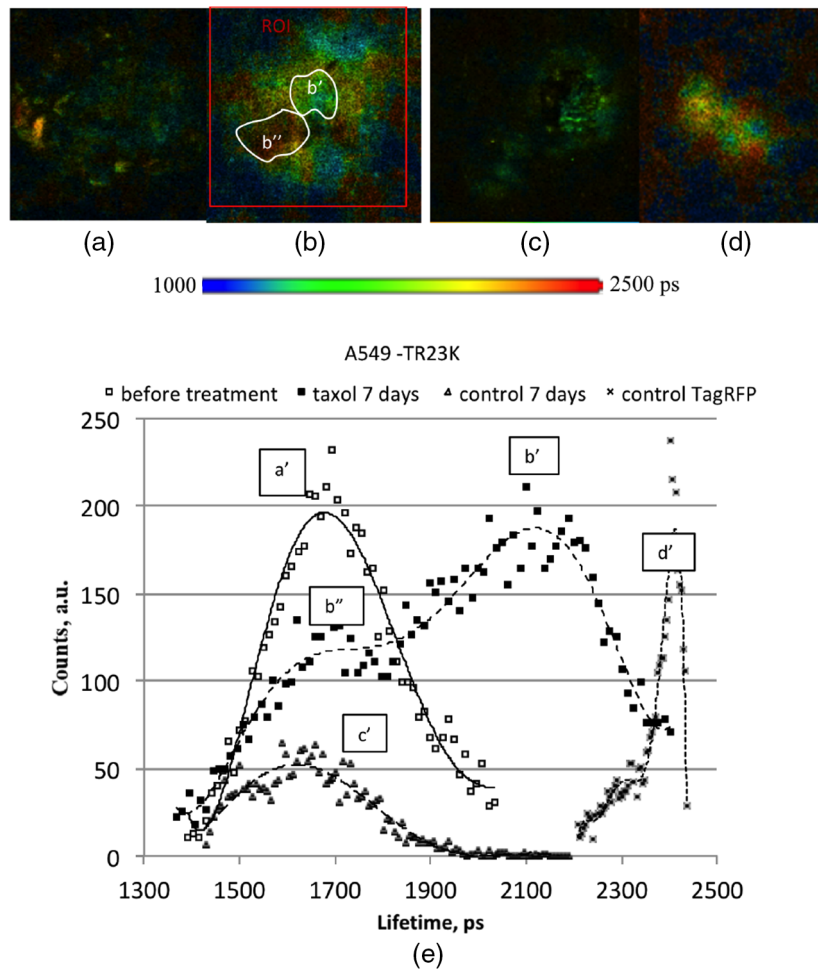 ROI
b′
b′′
(a) (b) (c) (d)
1000 2500 ps
A549 -TR23K
before treatment taxol 7 days control 7 days control TagRFP
250
200
150
100
50
0
Counts, a.u.
a′
b′
b″
c′
d′
1300 1500 1700 1900 2100 2300 2500
Lifetime, ps
(e)